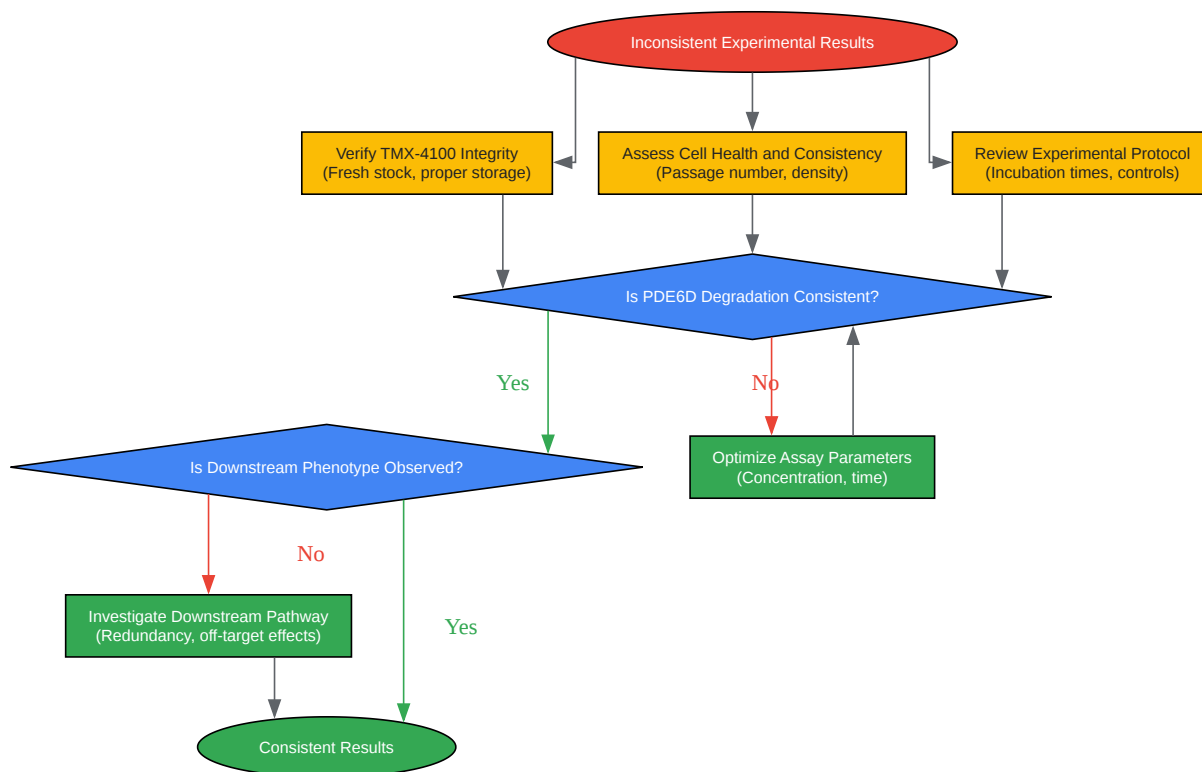 Inconsistent Experimental Results
Verify TMX-4100 Integrity
(Fresh stock, proper storage)
Assess Cell Health and Consistency
(Passage number, density)
Review Experimental Protocol
(Incubation times, controls)
Is PDE6D Degradation Consistent?
Yes
No
Is Downstream Phenotype Observed?
Optimize Assay Parameters
(Concentration, time)
No
Investigate Downstream Pathway
(Redundancy, off-target effects)
Yes
Consistent Results